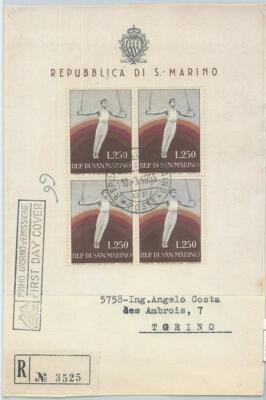 REPUBBLICA DI S. MARINO
L.250
REP. DI SAN MARINO
L.250
REP. DI SAN MARINO
L.250
REP. DI SAN MARINO
L.250
REP. DI SAN MARINO
POSTE
PRIMO GIORNO D'EMISSIONE
FIRST DAY COVER
5758-Ing.Angelo Costa
des Ambrois, 7
TORINO
R № 3525